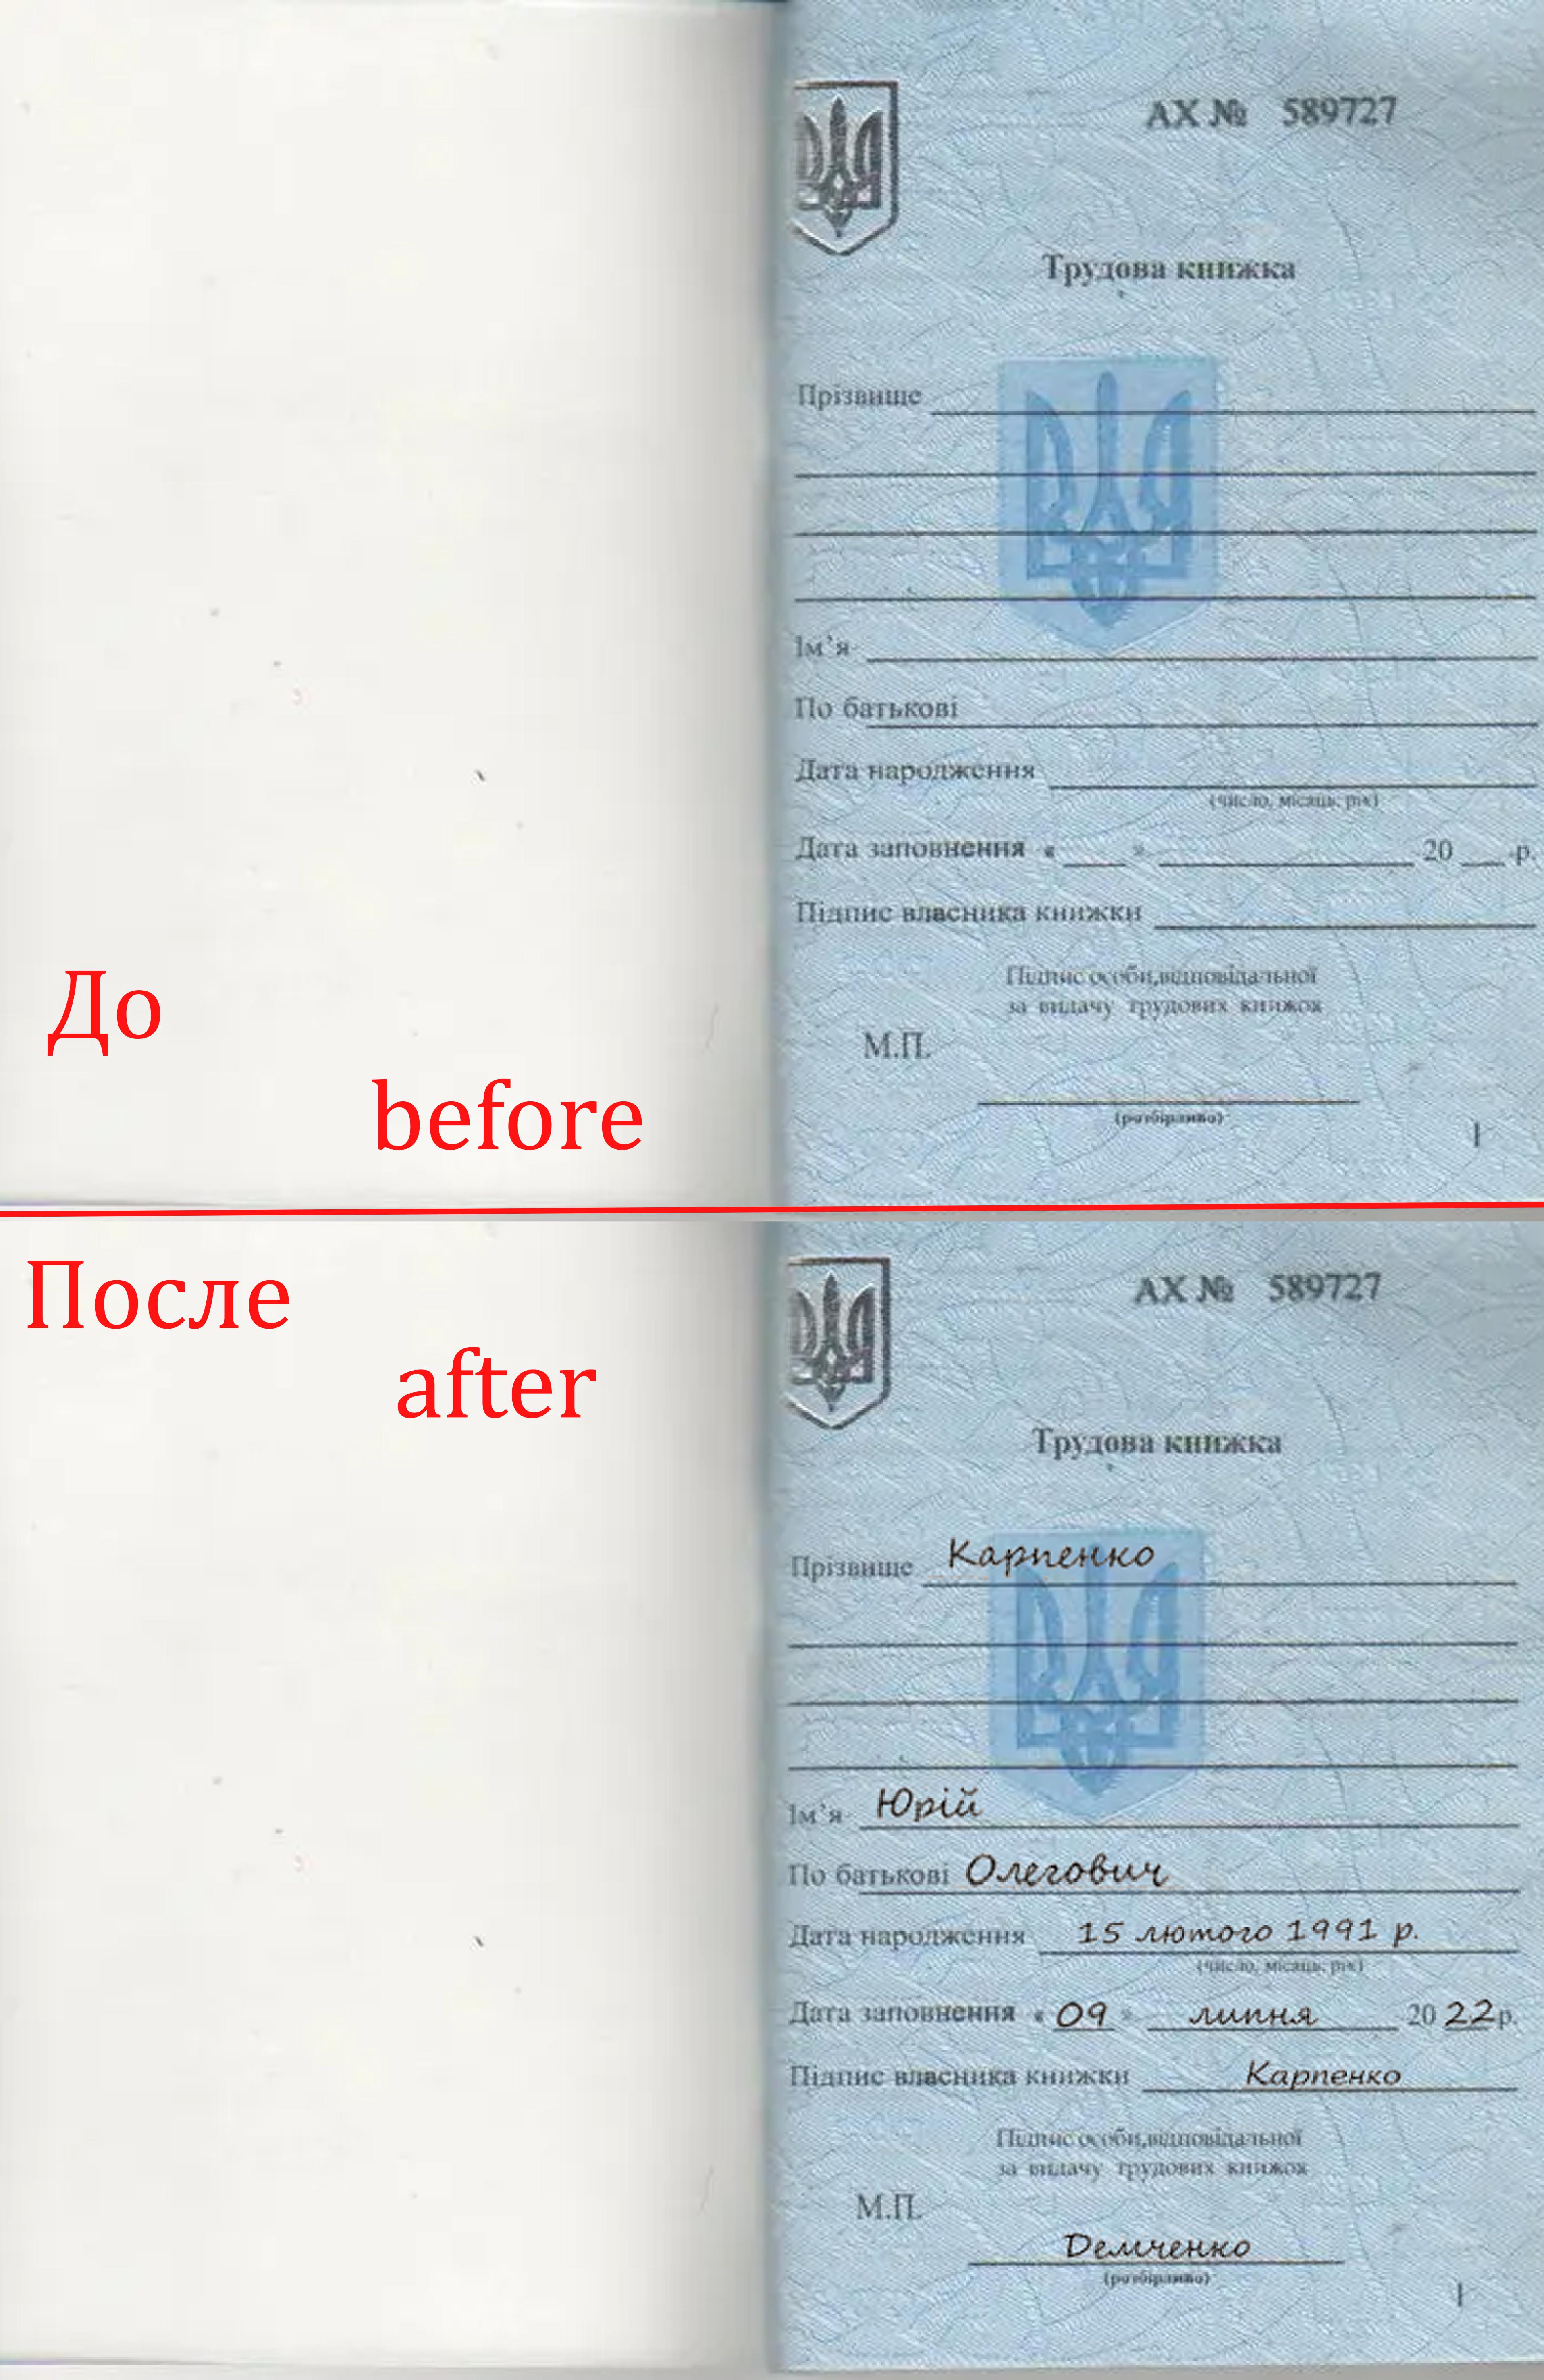 АХ № 589727
Трудова книжка
Прізвище
Ім’я
По батькові
Дата народження
(число, місяць, рік)
Дата заповнення « » 20 р.
Підпис власника книжки
Підпис особи,відповідальної
за видачу трудових книжок
М.П.
(розбірливо)
1
До
before
После
after
АХ № 589727
Трудова книжка
Прізвище Карпенко
Ім’я Юрій
По батькові Олегович
Дата народження 15 лютого 1991 р.
(число, місяць, рік)
Дата заповнення « 09 » липня 20 22 р.
Підпис власника книжки Карпенко
Підпис особи,відповідальної
за видачу трудових книжок
М.П.
Демченко
(розбірливо)
1